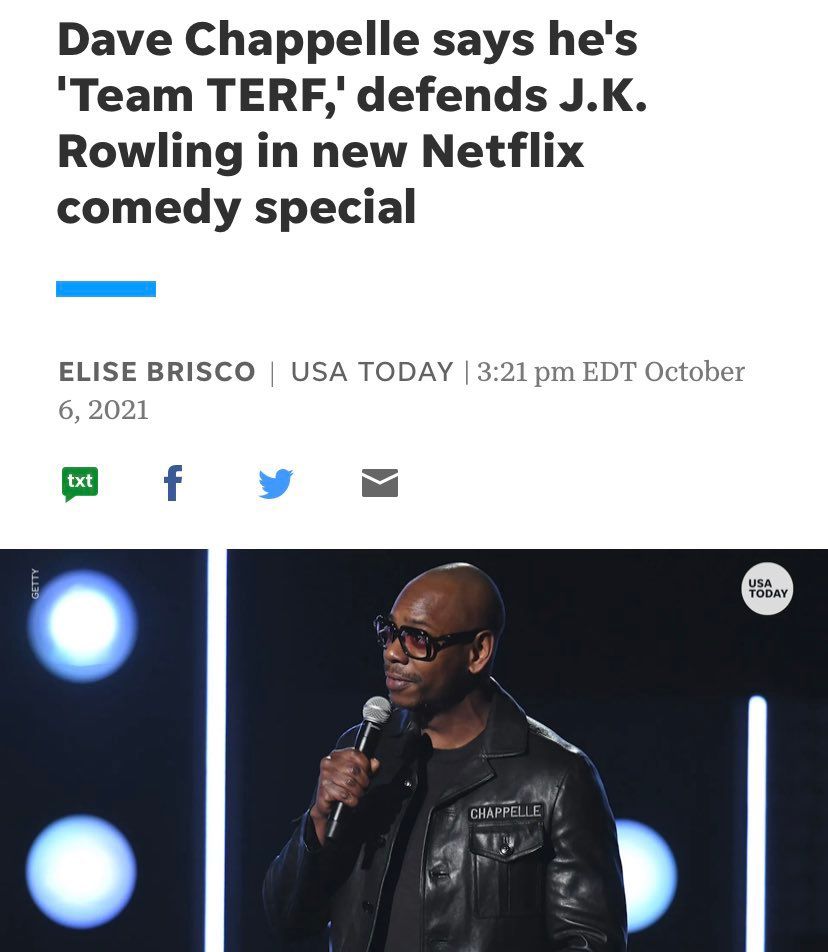 Dave Chappelle says he's
'Team TERF,' defends J.K.
Rowling in new Netflix
comedy special
ELISE BRISCO | USA TODAY | 3:21 pm EDT October
6, 2021
txt
GETTY
USA
TODAY
CHAPPELLE